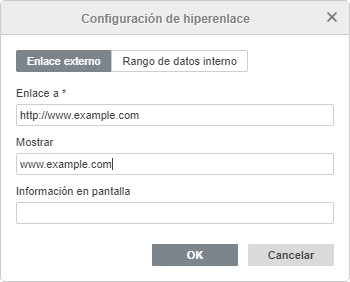 Configuración de hiperenlace
Enlace externo Rango de datos interno
Enlace a *
http://www.example.com
Mostrar
www.example.com
Información en pantalla
OK Cancelar